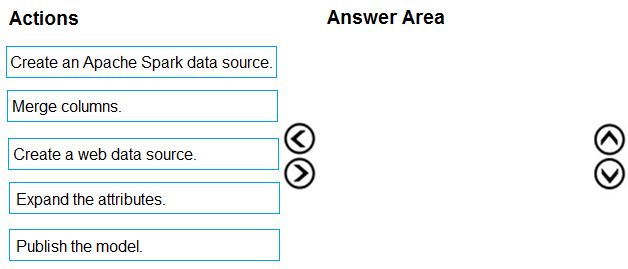 Actions
Answer Area
Create an Apache Spark data source.
Merge columns.
Create a web data source.
Expand the attributes.
Publish the model.